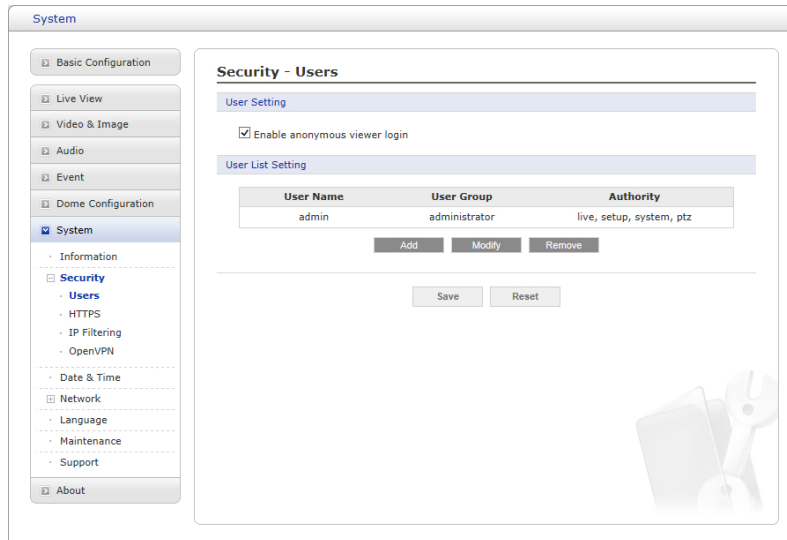 System
Basic Configuration
Live View
Video & Image
Audio
Event
Dome Configuration
System
Information
Security
Users
HTTPS
IP Filtering
OpenVPN
Date & Time
Network
Language
Maintenance
Support
About
Security - Users
User Setting
Enable anonymous viewer login
User List Setting
User Name User Group Authority
admin administrator live, setup, system, ptz
Add Modify Remove
Save Reset